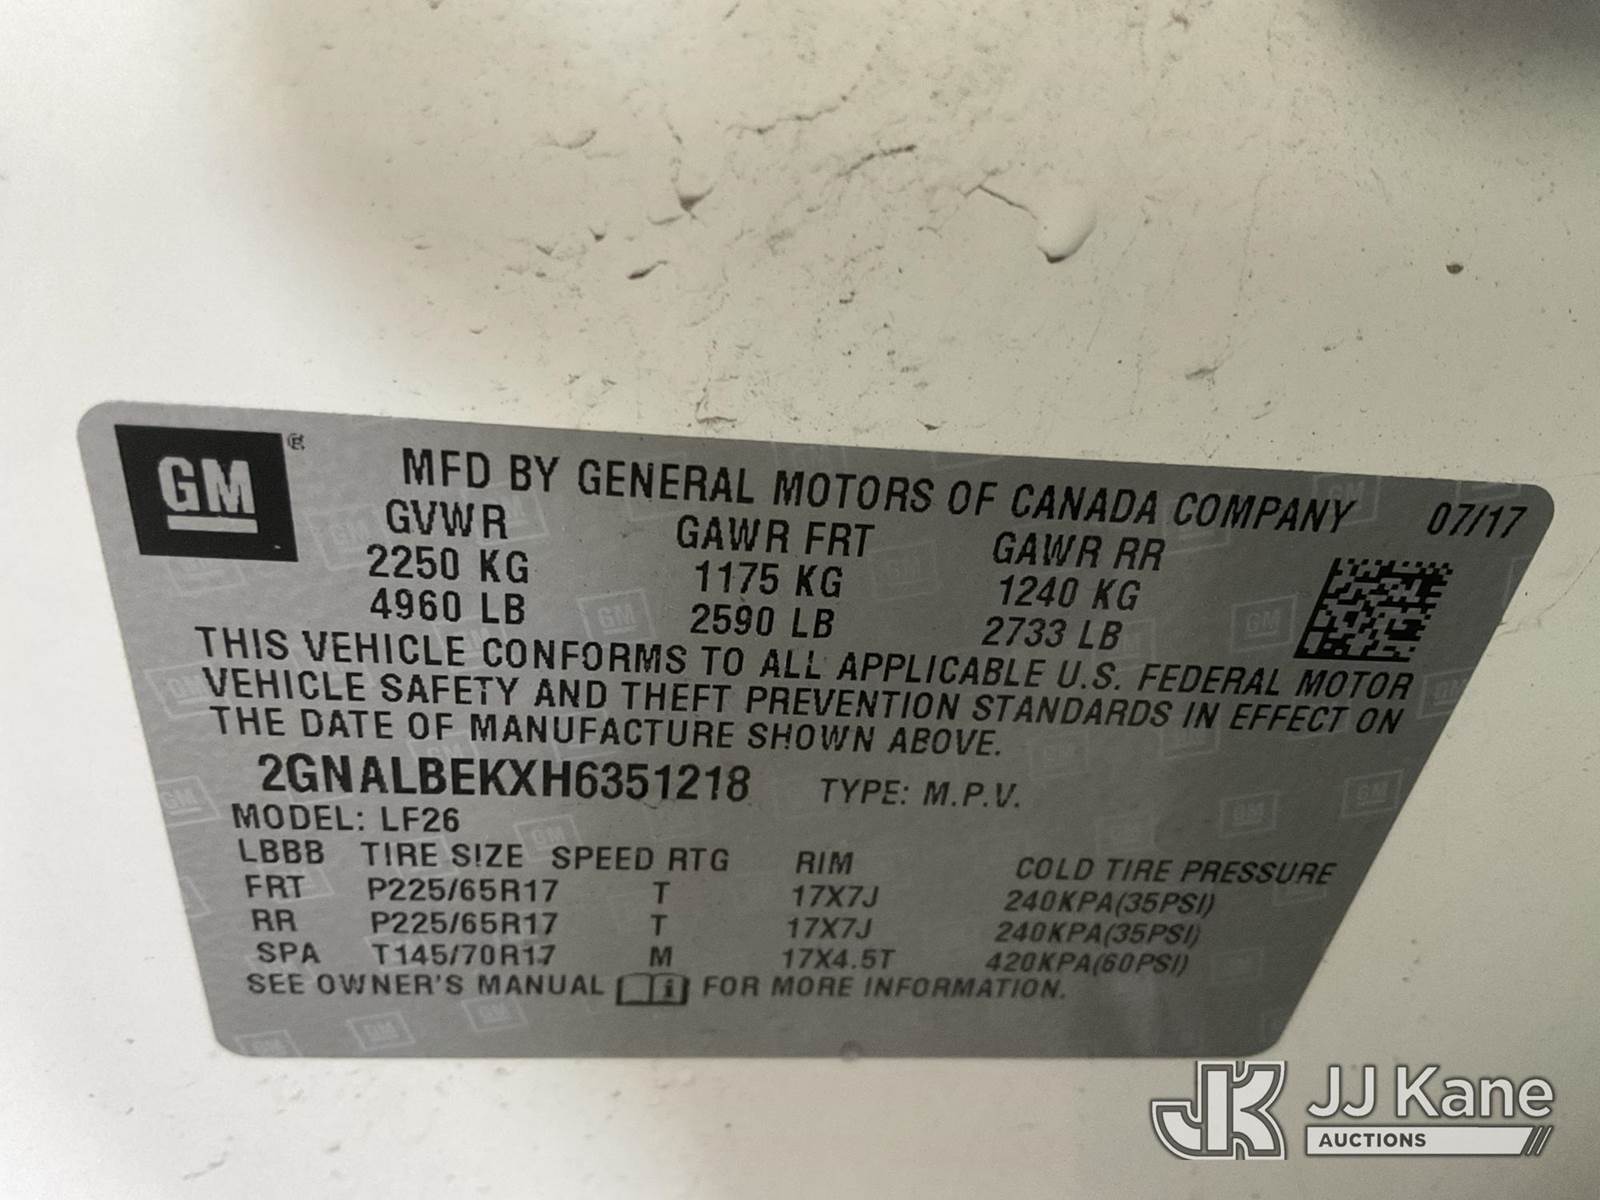 GM ® MFD BY GENERAL MOTORS OF CANADA COMPANY 07/17
GVWR GAWR FRT GAWR RR
2250 KG 1175 KG 1240 KG
4960 LB 2590 LB 2733 LB
THIS VEHICLE CONFORMS TO ALL APPLICABLE U.S. FEDERAL MOTOR
VEHICLE SAFETY AND THEFT PREVENTION STANDARDS IN EFFECT ON
THE DATE OF MANUFACTURE SHOWN ABOVE.
2GNALBEKXH6351218 TYPE: M.P.V.
MODEL: LF26
LBBB TIRE SIZE SPEED RTG RIM COLD TIRE PRESSURE
FRT P225/65R17 T 17X7J 240KPA(35PSI)
RR P225/65R17 T 17X7J 240KPA(35PSI)
SPA T145/70R17 M 17X4.5T 420KPA(60PSI)
SEE OWNER'S MANUAL i FOR MORE INFORMATION.
JK JJ Kane
AUCTIONS